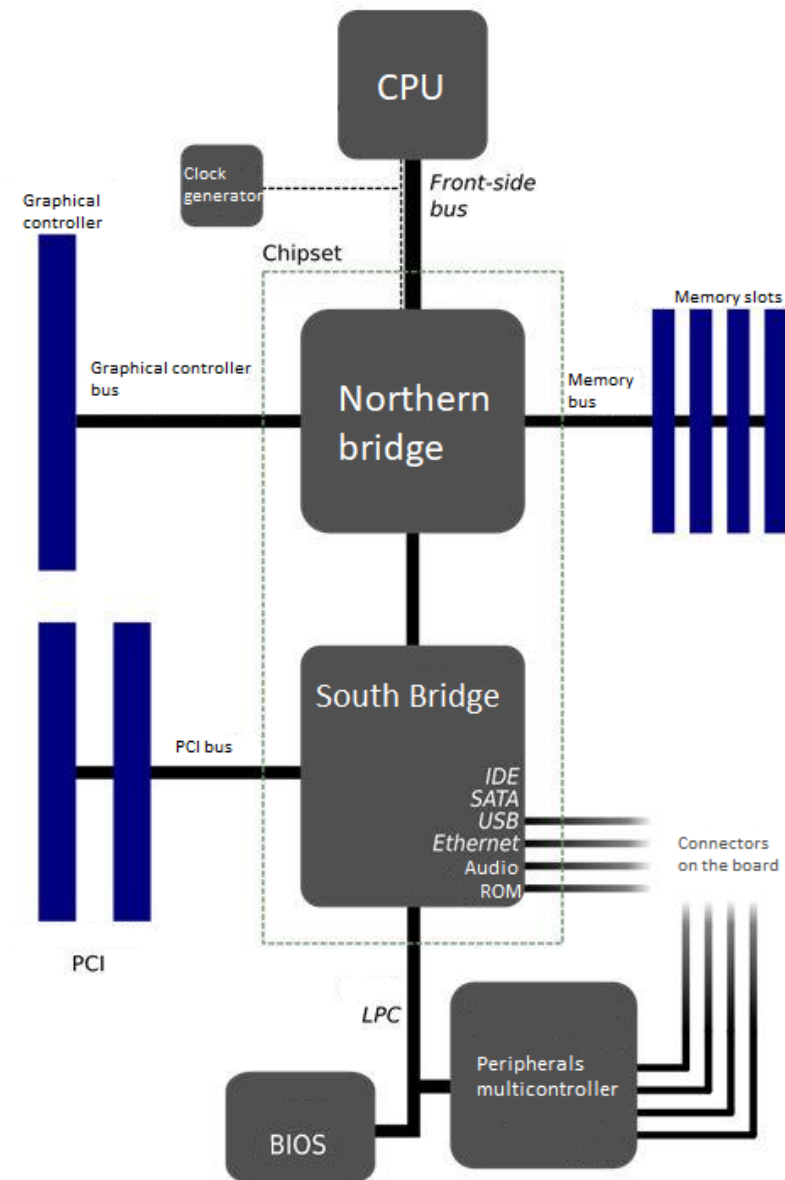 CPU
Clock
generator
Front-side
bus
Graphical
controller
Chipset
Memory slots
Graphical controller
bus
Northern
bridge
Memory
bus
South Bridge
PCI bus
IDE
SATA
USB
Ethernet
Audio
ROM
Connectors
on the board
PCI
LPC
Peripherals
multicontroller
BIOS